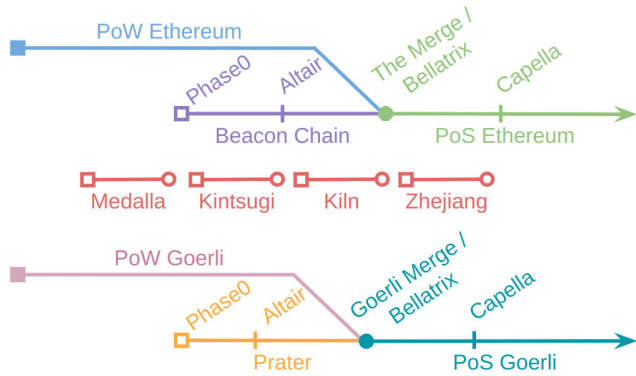 PoW Ethereum
The Merge /
Bellatrix
Phase0
Altair
Capella
Beacon Chain
PoS Ethereum
Medalla
Kintsugi
Kiln
Zhejiang
PoW Goerli
Goerli Merge /
Bellatrix
Phase0
Altair
Capella
Prater
PoS Goerli